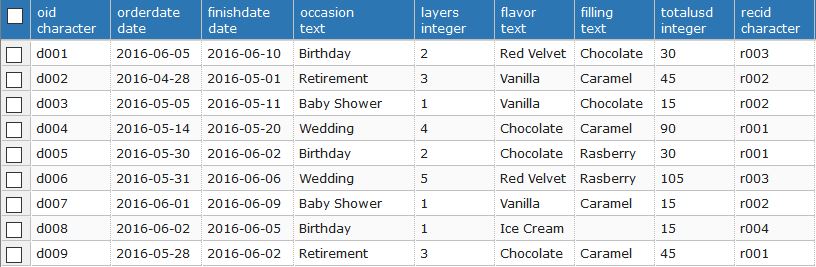 oid orderdate finishdate occasion layers flavor filling totalusd recid
character date date text integer text text integer character
d001 2016-06-05 2016-06-10 Birthday 2 Red Velvet Chocolate 30 r003
d002 2016-04-28 2016-05-01 Retirement 3 Vanilla Caramel 45 r002
d003 2016-05-05 2016-05-11 Baby Shower 1 Vanilla Chocolate 15 r002
d004 2016-05-14 2016-05-20 Wedding 4 Chocolate Caramel 90 r001
d005 2016-05-30 2016-06-02 Birthday 2 Chocolate Rasberry 30 r001
d006 2016-05-31 2016-06-06 Wedding 5 Red Velvet Rasberry 105 r003
d007 2016-06-01 2016-06-09 Baby Shower 1 Vanilla Caramel 15 r002
d008 2016-06-02 2016-06-05 Birthday 1 Ice Cream 15 r004
d009 2016-05-28 2016-06-02 Retirement 3 Chocolate Caramel 45 r001